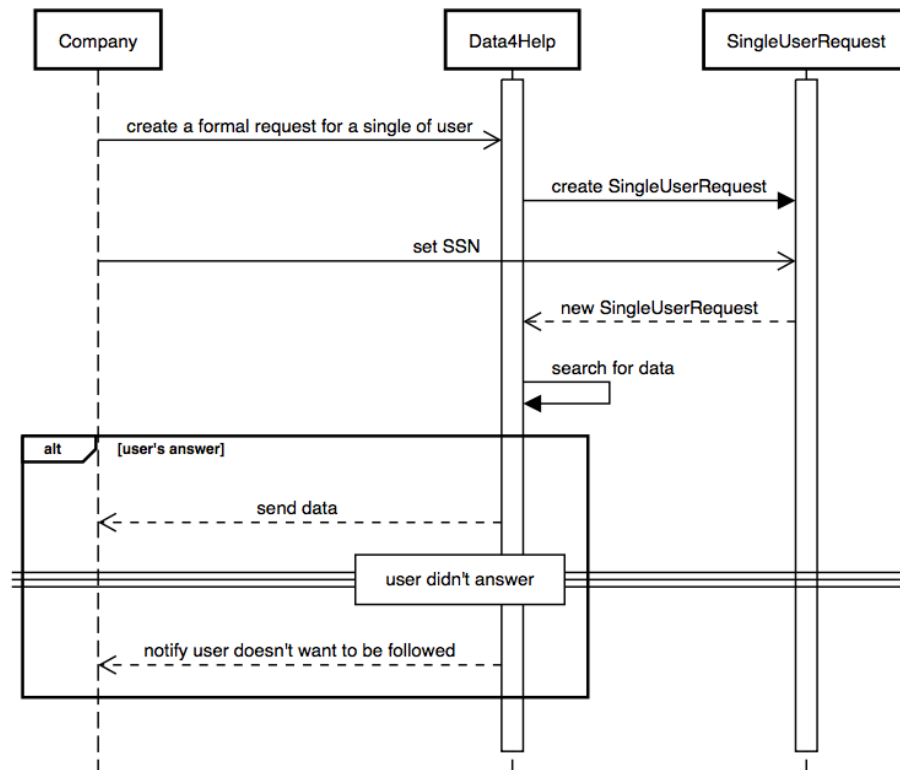 Company
Data4Help
SingleUserRequest
create a formal request for a single of user
create SingleUserRequest
set SSN
new SingleUserRequest
search for data
alt
[user's answer]
send data
user didn't answer
notify user doesn't want to be followed